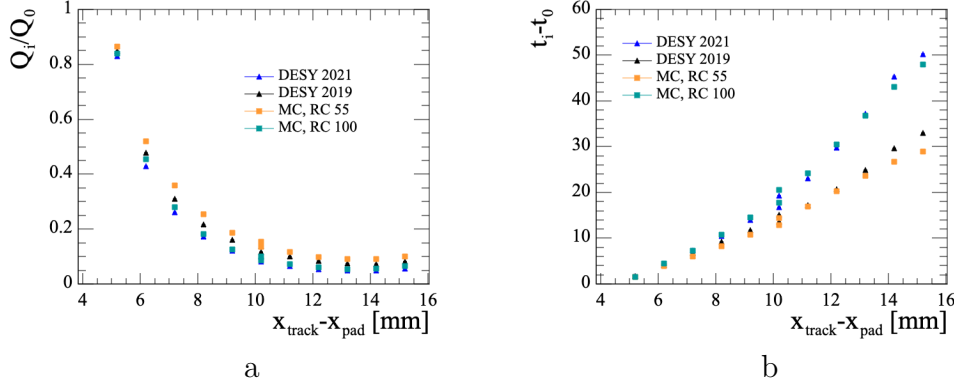 Q_i/Q_0
1
0.8
0.6
0.4
0.2
0
4 6 8 10 12 14 16
x_track-x_pad [mm]
DESY 2021
DESY 2019
MC, RC 55
MC, RC 100
a
t_i-t_0
60
50
40
30
20
10
0
4 6 8 10 12 14 16
x_track-x_pad [mm]
DESY 2021
DESY 2019
MC, RC 55
MC, RC 100
b